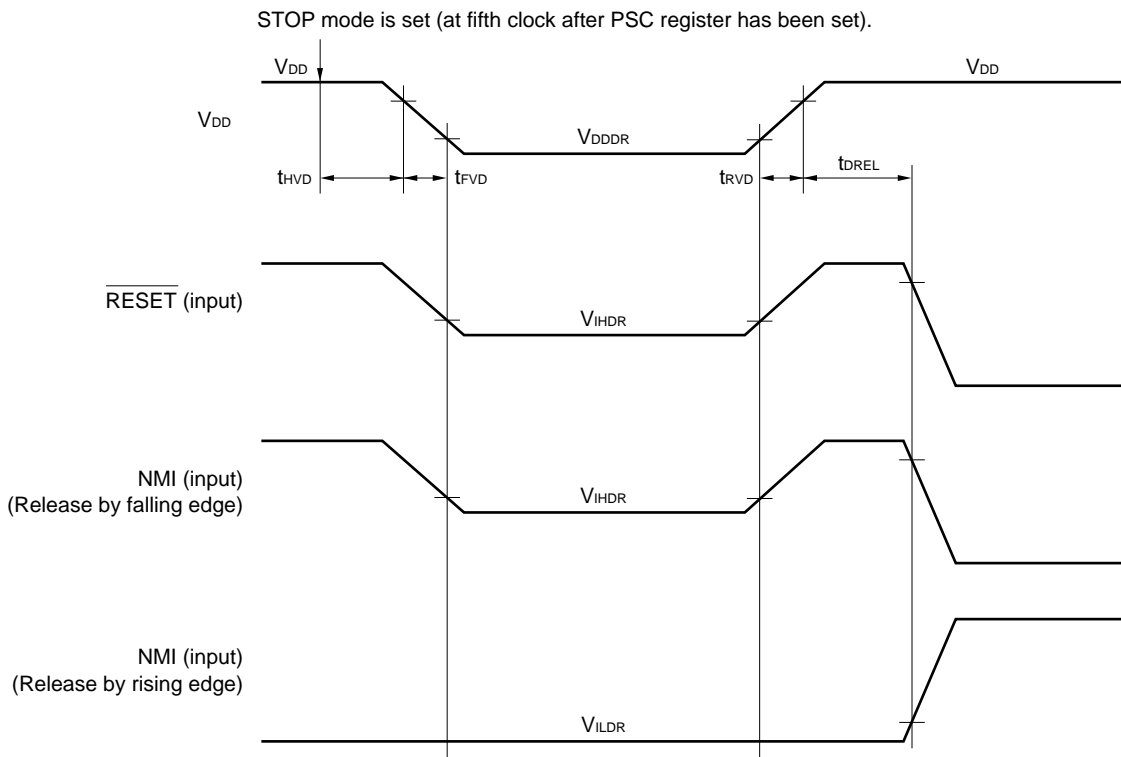 STOP mode is set (at fifth clock after PSC register has been set).
VDD
VDD
VDD
VDDDR
tHVD
tFVD
tRVD
tDREL
RESET (input)
VIHDR
NMI (input)
(Release by falling edge)
VIHDR
NMI (input)
(Release by rising edge)
VILDR